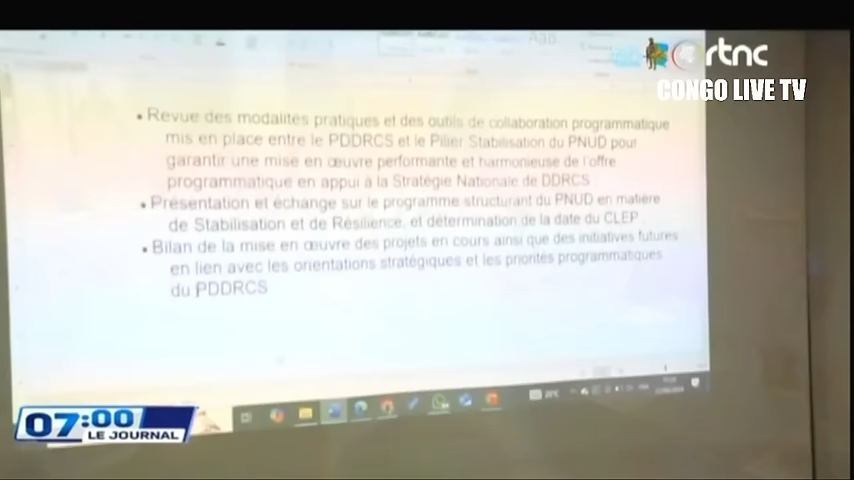 rtnc
CONGO LIVE TV
• Revue des modalités pratiques et des outils de collaboration programmatique
mis en place entre le PDDRCS et le Pilier Stabilisation du PNUD pour
garantir une mise en œuvre performante et harmonieuse de l'offre
programmatique en appui à la Stratégie Nationale de DDRCS
• Présentation et échange sur le programme structurant du PNUD en matière
de Stabilisation et de Résilience, et détermination de la date du CLEP
• Bilan de la mise en œuvre des projets en cours ainsi que des initiatives futures
en lien avec les orientations stratégiques et les priorités programmatiques
du PDDRCS
07:00
LE JOURNAL